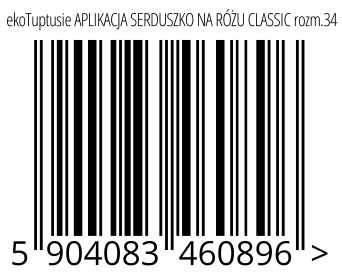 ekoTuptusie APLIKACJA SERDUSZKO NA RÓŻU CLASSIC rozm.34
5 904083 460896 >